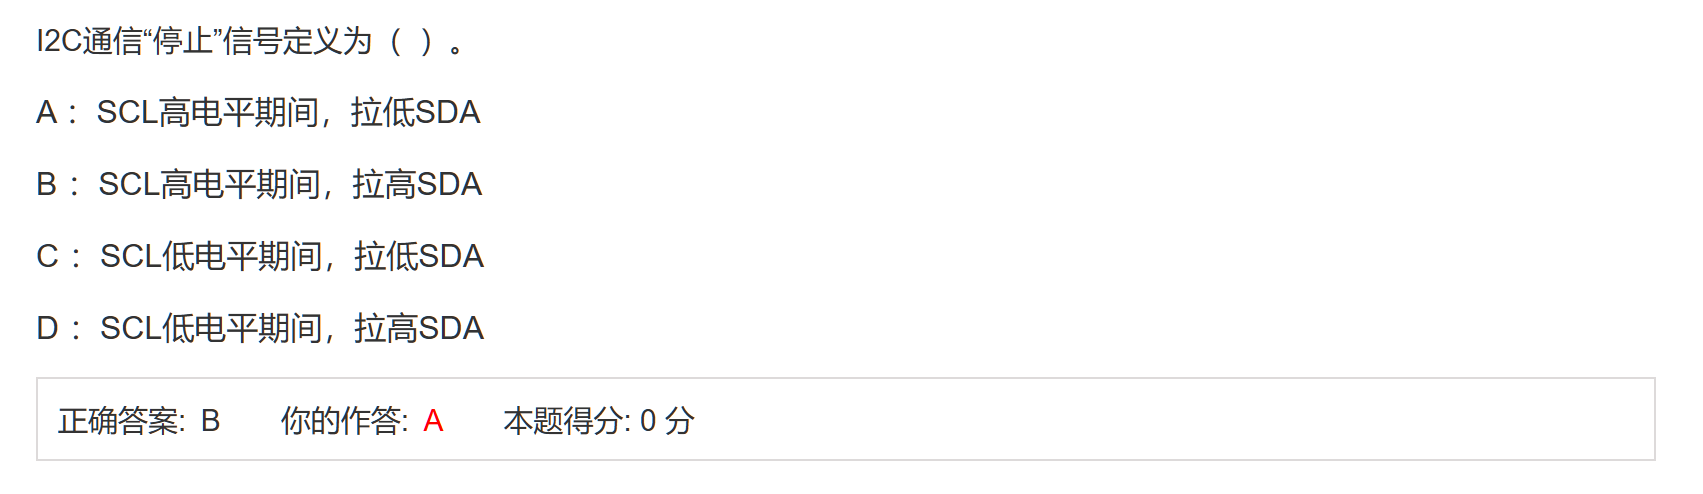 I2C通信“停止”信号定义为（ ）。
A： SCL高电平期间，拉低SDA
B： SCL高电平期间，拉高SDA
C： SCL低电平期间，拉低SDA
D： SCL低电平期间，拉高SDA
正确答案: B 你的作答: A 本题得分: 0 分